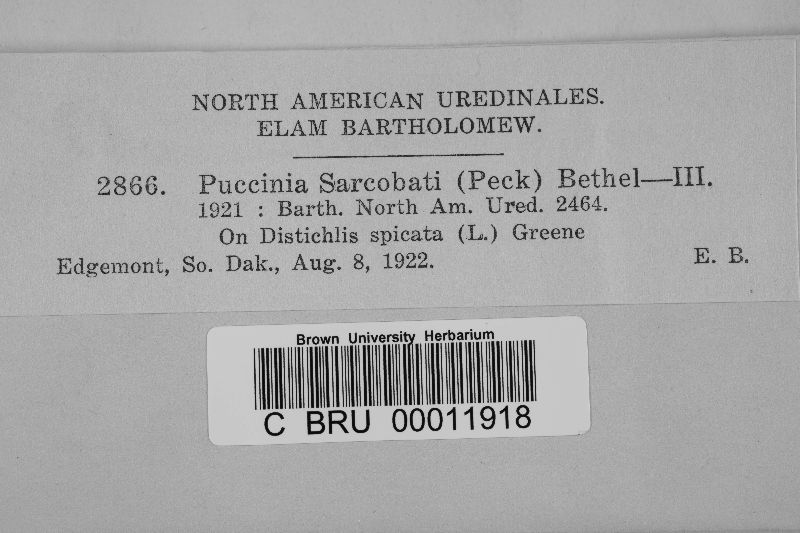 NORTH AMERICAN UREDINALES.
ELAM BARTHOLOMEW.
2866. Puccinia Sarcobati (Peck) Bethel—III.
1921 : Barth. North Am. Ured. 2464.
On Distichlis spicata (L.) Greene
Edgemont, So. Dak., Aug. 8, 1922. E. B.
Brown University Herbarium
C BRU 00011918